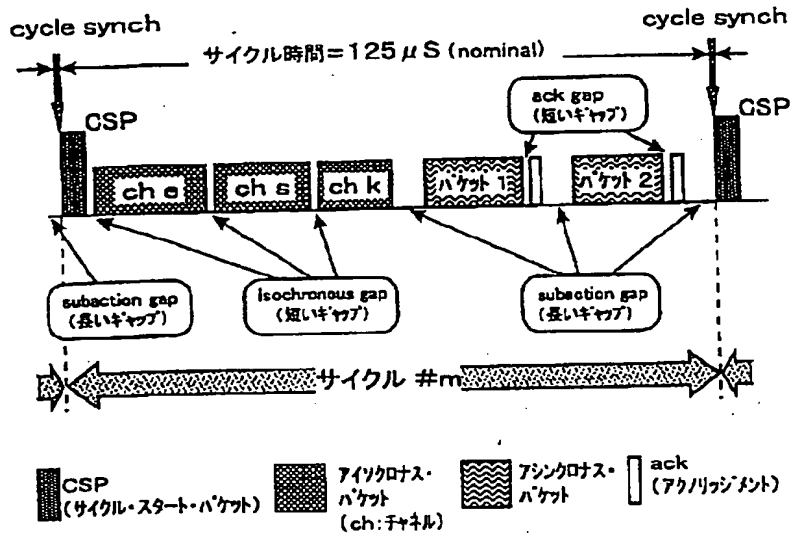 cycle synch
cycle synch
サイクル時間=125μS (nominal)
CSP
ack gap
(短いギャップ)
CSP
ch e
ch s
ch k
パケット 1
パケット 2
subaction gap
(長いギャップ)
isochronous gap
(短いギャップ)
subaction gap
(長いギャップ)
サイクル #m
CSP
(サイクル・スタート・パケット)
アイソクロナス・
パケット
(ch:チャネル)
アシンクロナス・
パケット
ack
(アクノリッジメント)